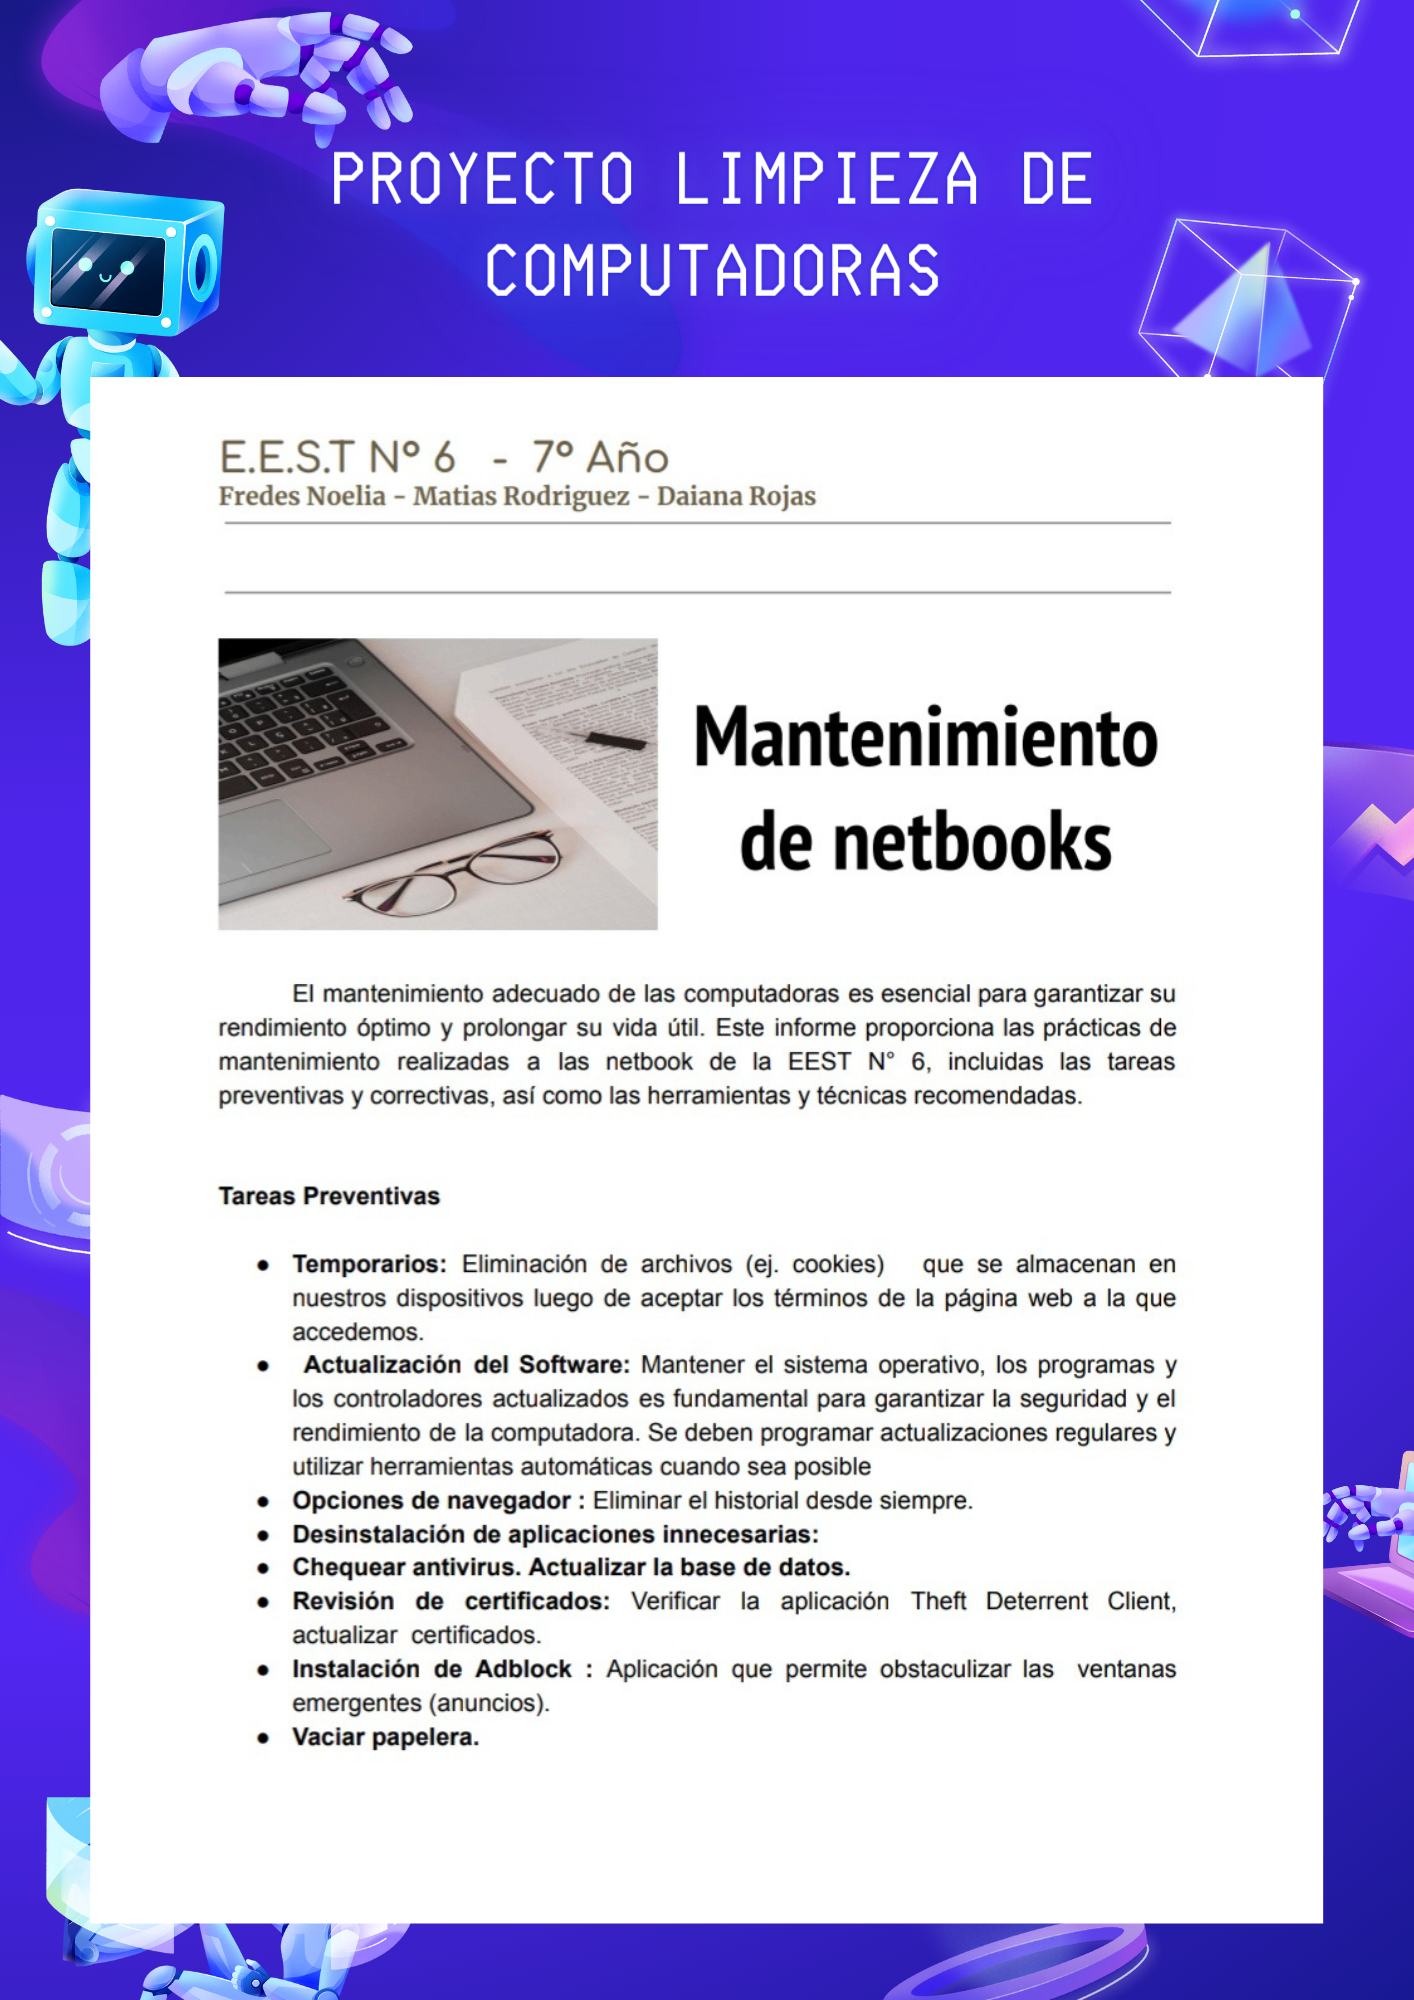 PROYECTO LIMPIEZA DE
COMPUTADORAS
E.E.S.T Nº 6 - 7º Año
Fredes Noelia - Matias Rodriguez - Daiana Rojas
Mantenimiento
de netbooks
El mantenimiento adecuado de las computadoras es esencial para garantizar su
rendimiento óptimo y prolongar su vida útil. Este informe proporciona las prácticas de
mantenimiento realizadas a las netbook de la EEST N° 6, incluidas las tareas
preventivas y correctivas, así como las herramientas y técnicas recomendadas.
Tareas Preventivas
● Temporarios: Eliminación de archivos (ej. cookies) que se almacenan en
nuestros dispositivos luego de aceptar los términos de la página web a la que
accedemos.
● Actualización del Software: Mantener el sistema operativo, los programas y
los controladores actualizados es fundamental para garantizar la seguridad y el
rendimiento de la computadora. Se deben programar actualizaciones regulares y
utilizar herramientas automáticas cuando sea posible
● Opciones de navegador : Eliminar el historial desde siempre.
● Desinstalación de aplicaciones innecesarias:
● Chequear antivirus. Actualizar la base de datos.
● Revisión de certificados: Verificar la aplicación Theft Deterrent Client,
actualizar certificados.
● Instalación de Adblock : Aplicación que permite obstaculizar las ventanas
emergentes (anuncios).
● Vaciar papelera.